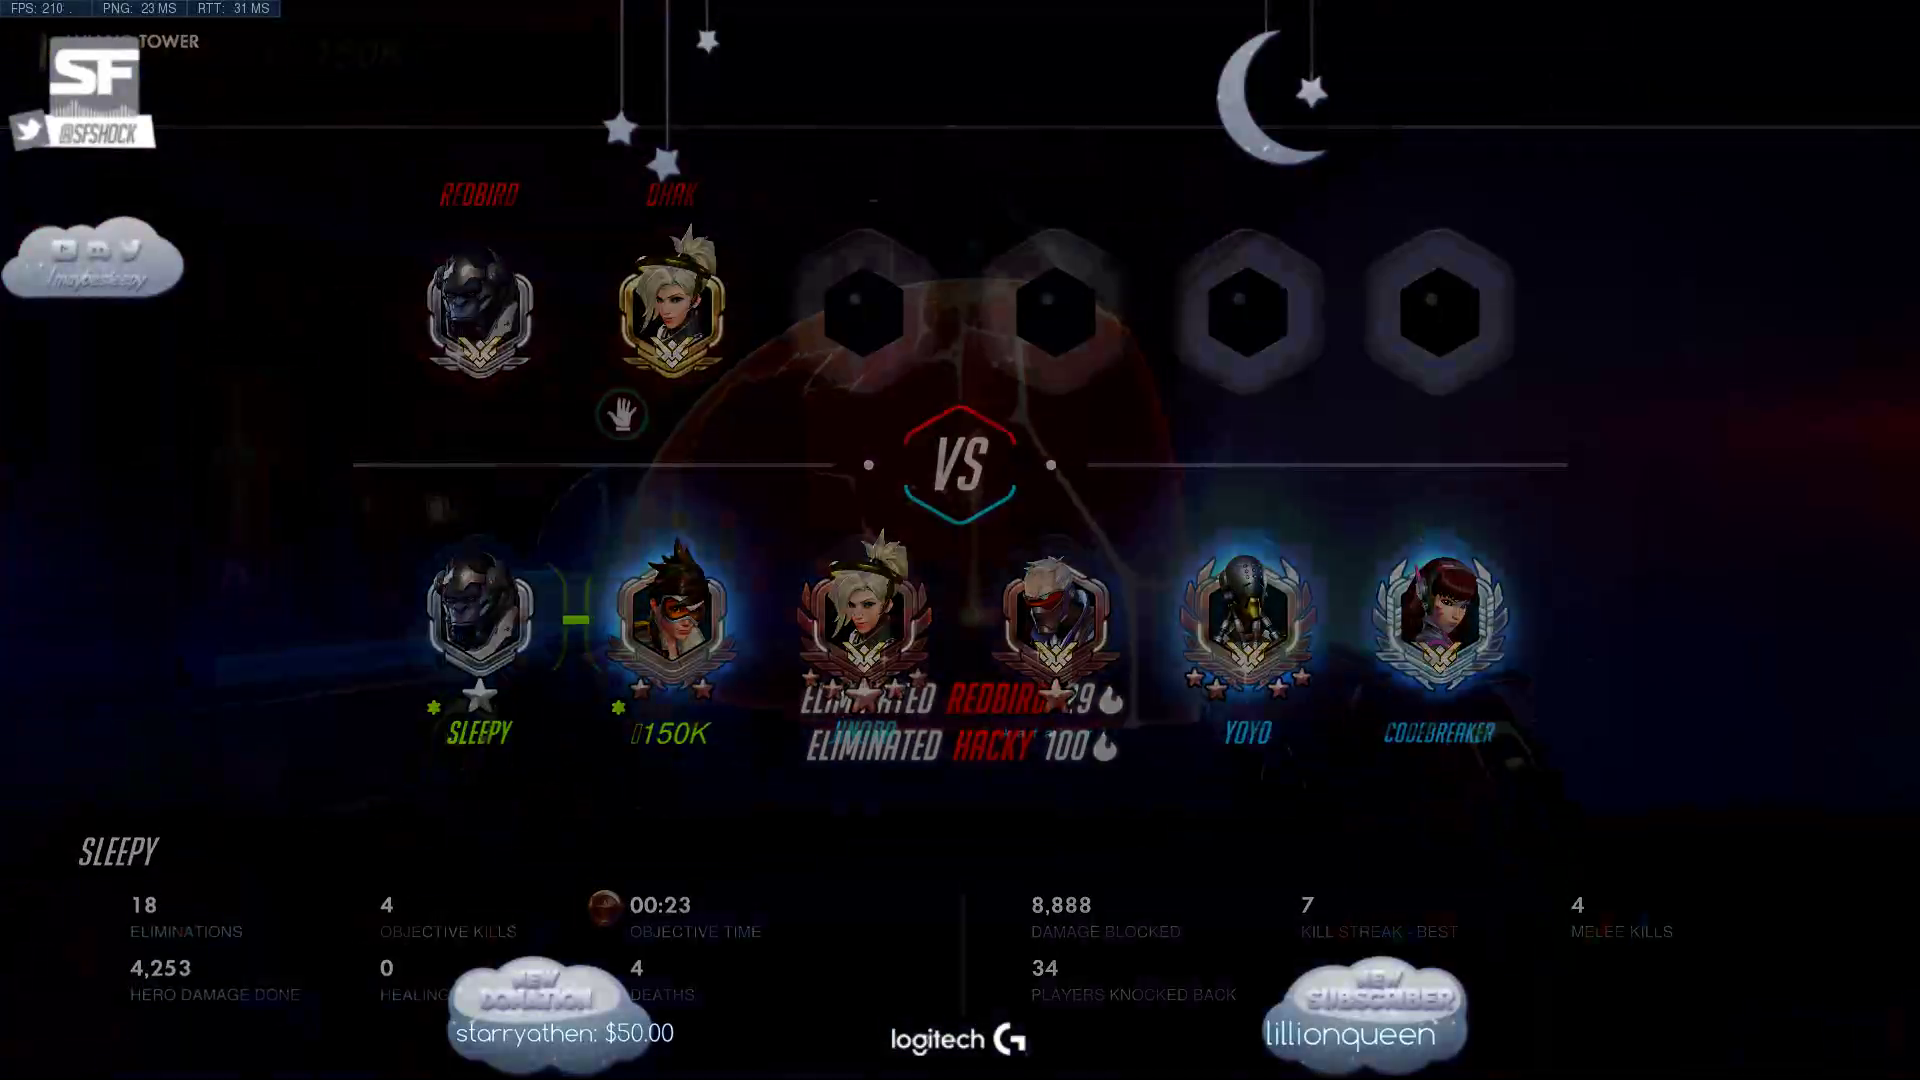 FPS: 210 PNG: 23 MS RTT: 31 MS
TOWER
SF
@SFSHOCK
/maybesleepy
REDBIRD
VS
ELIMINATED REDBIRD
ELIMINATED HACKY 100
SLEEPY 150K YOYO CODEBREAKER
SLEEPY
18 4 00:23 8,888 7 4
ELIMINATIONS OBJECTIVE KILLS OBJECTIVE TIME DAMAGE BLOCKED KILL STREAK - BEST MELEE KILLS
4,253 0 4 34
HERO DAMAGE DONE HEALING DEATHS PLAYERS KNOCKED BACK
NEW DONATION
starryathen: $50.00
logitech G
NEW SUBSCRIBER
lillionqueen